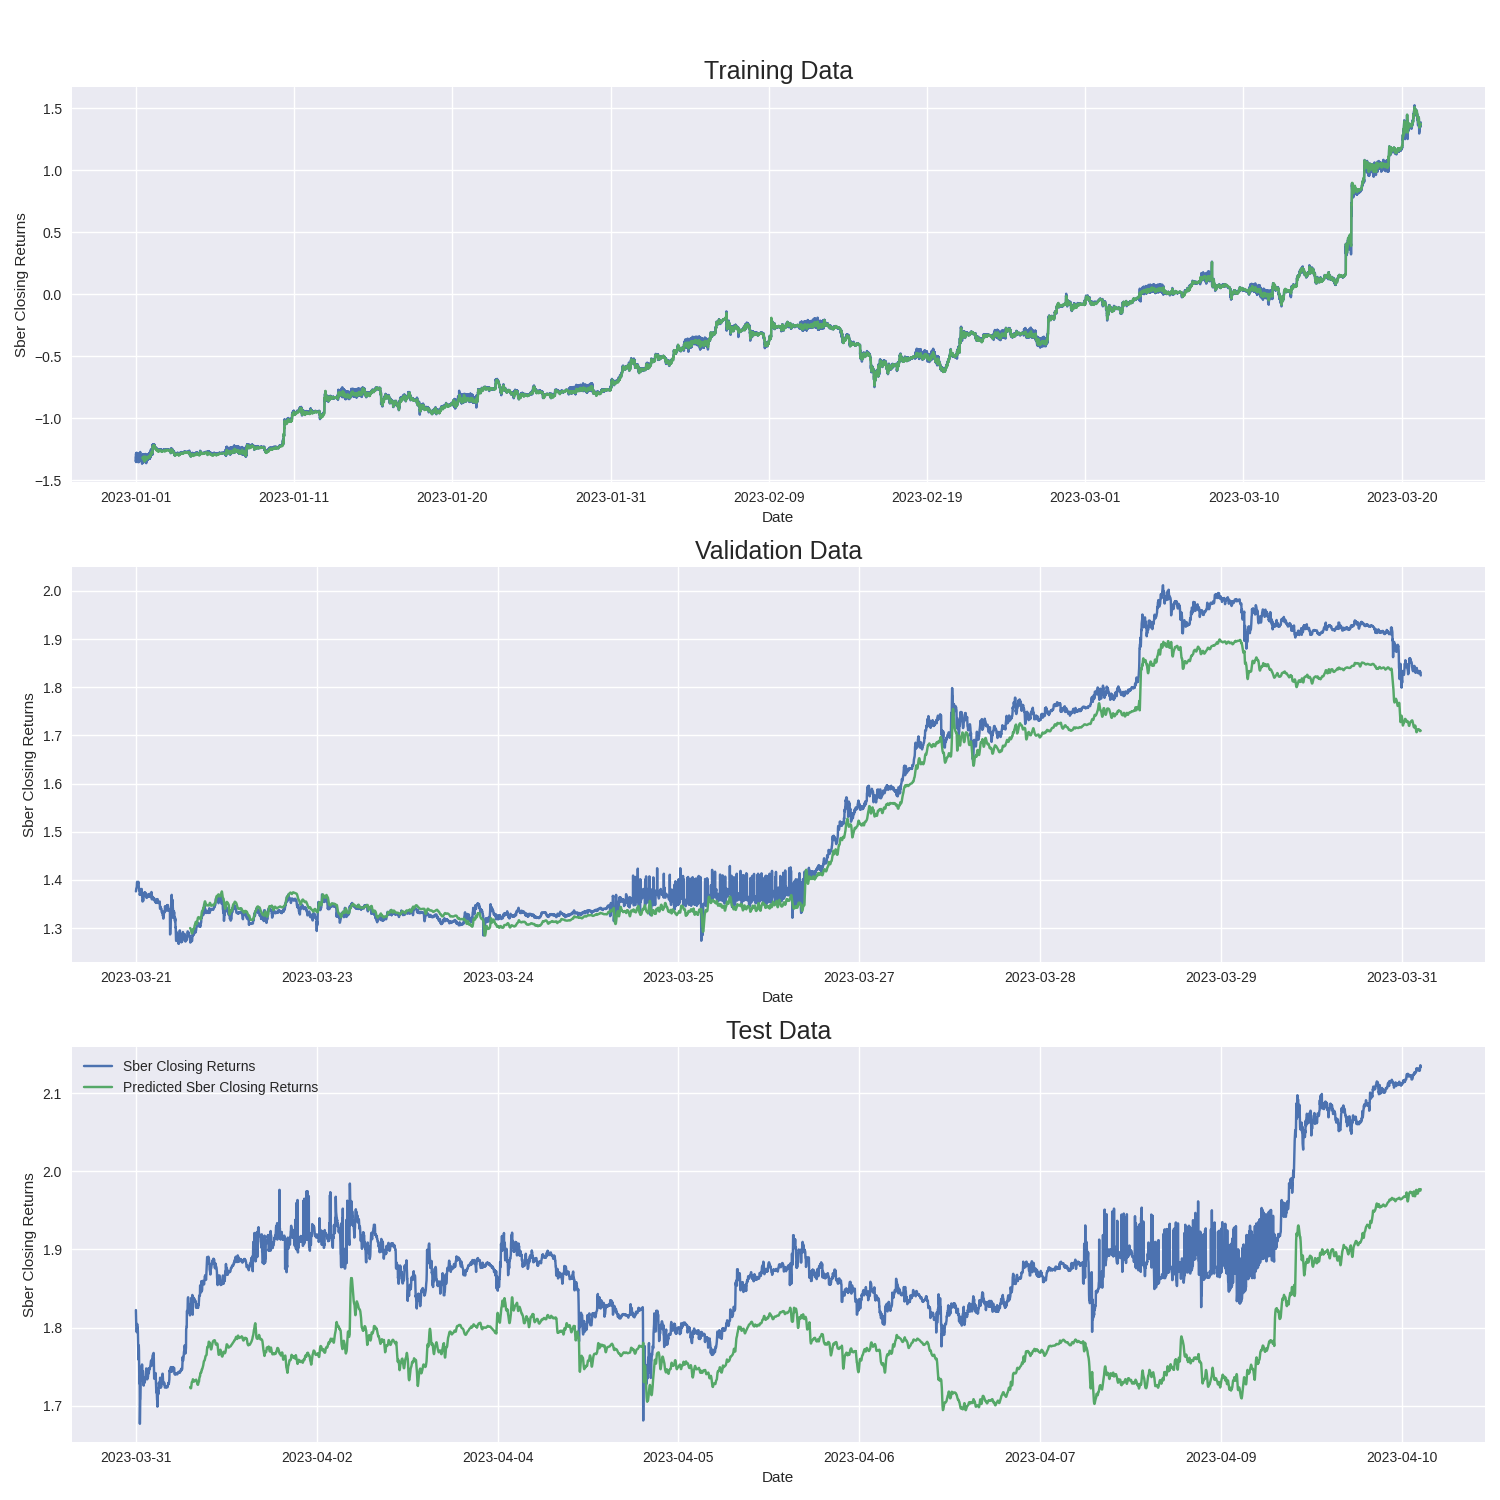 Training Data
Sber Closing Returns
1.5
1.0
0.5
0.0
−0.5
−1.0
−1.5
2023-01-01 2023-01-11 2023-01-20 2023-01-31 2023-02-09 2023-02-19 2023-03-01 2023-03-10 2023-03-20
Date
Validation Data
Sber Closing Returns
2.0
1.9
1.8
1.7
1.6
1.5
1.4
1.3
2023-03-21 2023-03-23 2023-03-24 2023-03-25 2023-03-27 2023-03-28 2023-03-29 2023-03-31
Date
Test Data
Sber Closing Returns
Predicted Sber Closing Returns
Sber Closing Returns
2.1
2.0
1.9
1.8
1.7
2023-03-31 2023-04-02 2023-04-04 2023-04-05 2023-04-06 2023-04-07 2023-04-09 2023-04-10
Date